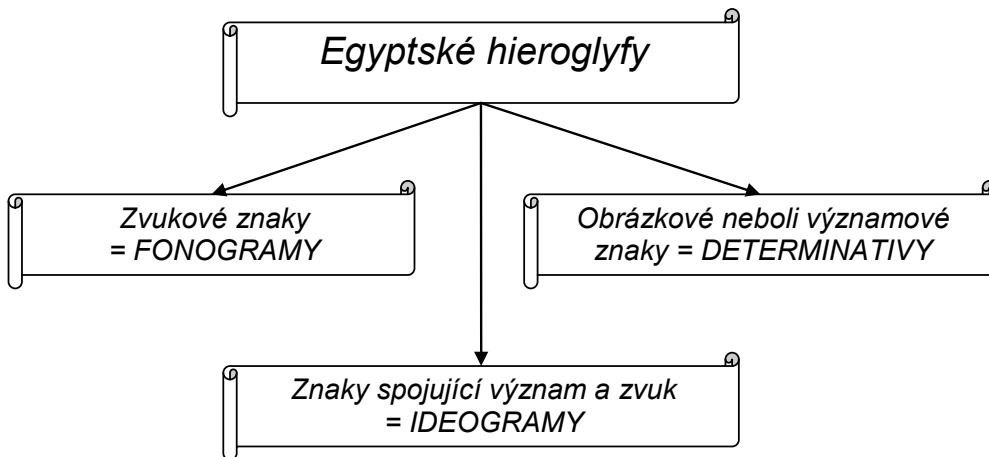 Egyptské hieroglyfy
Zvukové znaky
= FONOGRAMY
Obrázkové neboli významové
znaky = DETERMINATIVY
Znaky spojující význam a zvuk
= IDEOGRAMY